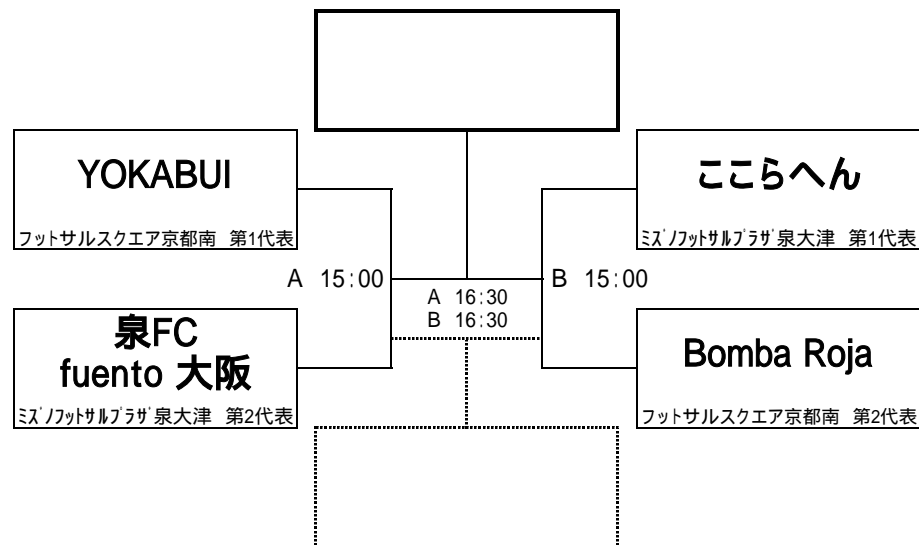 YOKABUI
フットサルスクエア京都南 第1代表
ここらへん
ﾐｽﾞﾉﾌｯﾄｻﾙﾌﾟﾗｻﾞ泉大津 第1代表
A 15:00
A 16:30
B 16:30
B 15:00
泉FC
fuento 大阪
ﾐｽﾞﾉﾌｯﾄｻﾙﾌﾟﾗｻﾞ泉大津 第2代表
Bomba Roja
フットサルスクエア京都南 第2代表